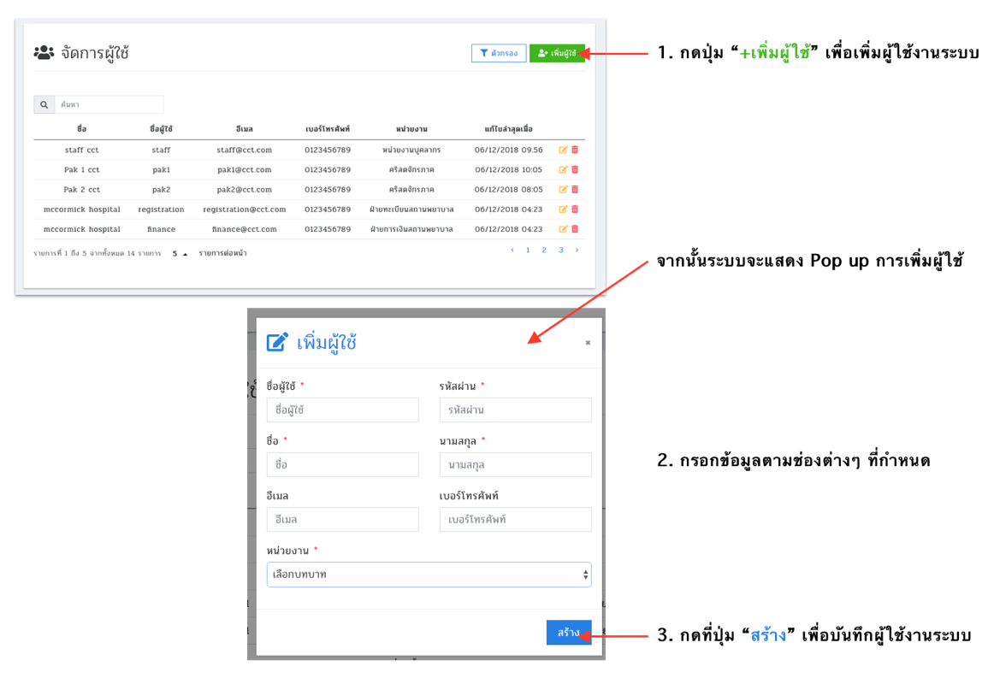 จัดการผู้ใช้
ตัวกรอง
เพิ่มผู้ใช้
1. กดปุ่ม “+เพิ่มผู้ใช้” เพื่อเพิ่มผู้ใช้งานระบบ
ค้นหา
ชื่อ ชื่อผู้ใช้ อีเมล เบอร์โทรศัพท์ หน่วยงาน แก้ไขล่าสุดเมื่อ
staff cct staff staff@cct.com 0123456789 หน่วยงานบุคลากร 06/12/2018 09:56
Pak 1 cct pak1 pak1@cct.com 0123456789 คริสตจักรภาค 06/12/2018 10:05
Pak 2 cct pak2 pak2@cct.com 0123456789 คริสตจักรภาค 06/12/2018 08:05
mccormick hospital registration registration@cct.com 0123456789 ฝ่ายทะเบียนสถานพยาบาล 06/12/2018 04:23
mccormick hospital finance finance@cct.com 0123456789 ฝ่ายการเงินสถานพยาบาล 06/12/2018 04:23
รายการที่ 1 ถึง 5 จากทั้งหมด 14 รายการ 5 รายการต่อหน้า ‹ 1 2 3 ›
จากนั้นระบบจะแสดง Pop up การเพิ่มผู้ใช้
เพิ่มผู้ใช้ ×
ชื่อผู้ใช้ * รหัสผ่าน *
ชื่อผู้ใช้ รหัสผ่าน
ชื่อ * นามสกุล *
ชื่อ นามสกุล
2. กรอกข้อมูลตามช่องต่างๆ ที่กำหนด
อีเมล เบอร์โทรศัพท์
อีเมล เบอร์โทรศัพท์
หน่วยงาน *
เลือกบทบาท
สร้าง
3. กดที่ปุ่ม “สร้าง” เพื่อบันทึกผู้ใช้งานระบบ